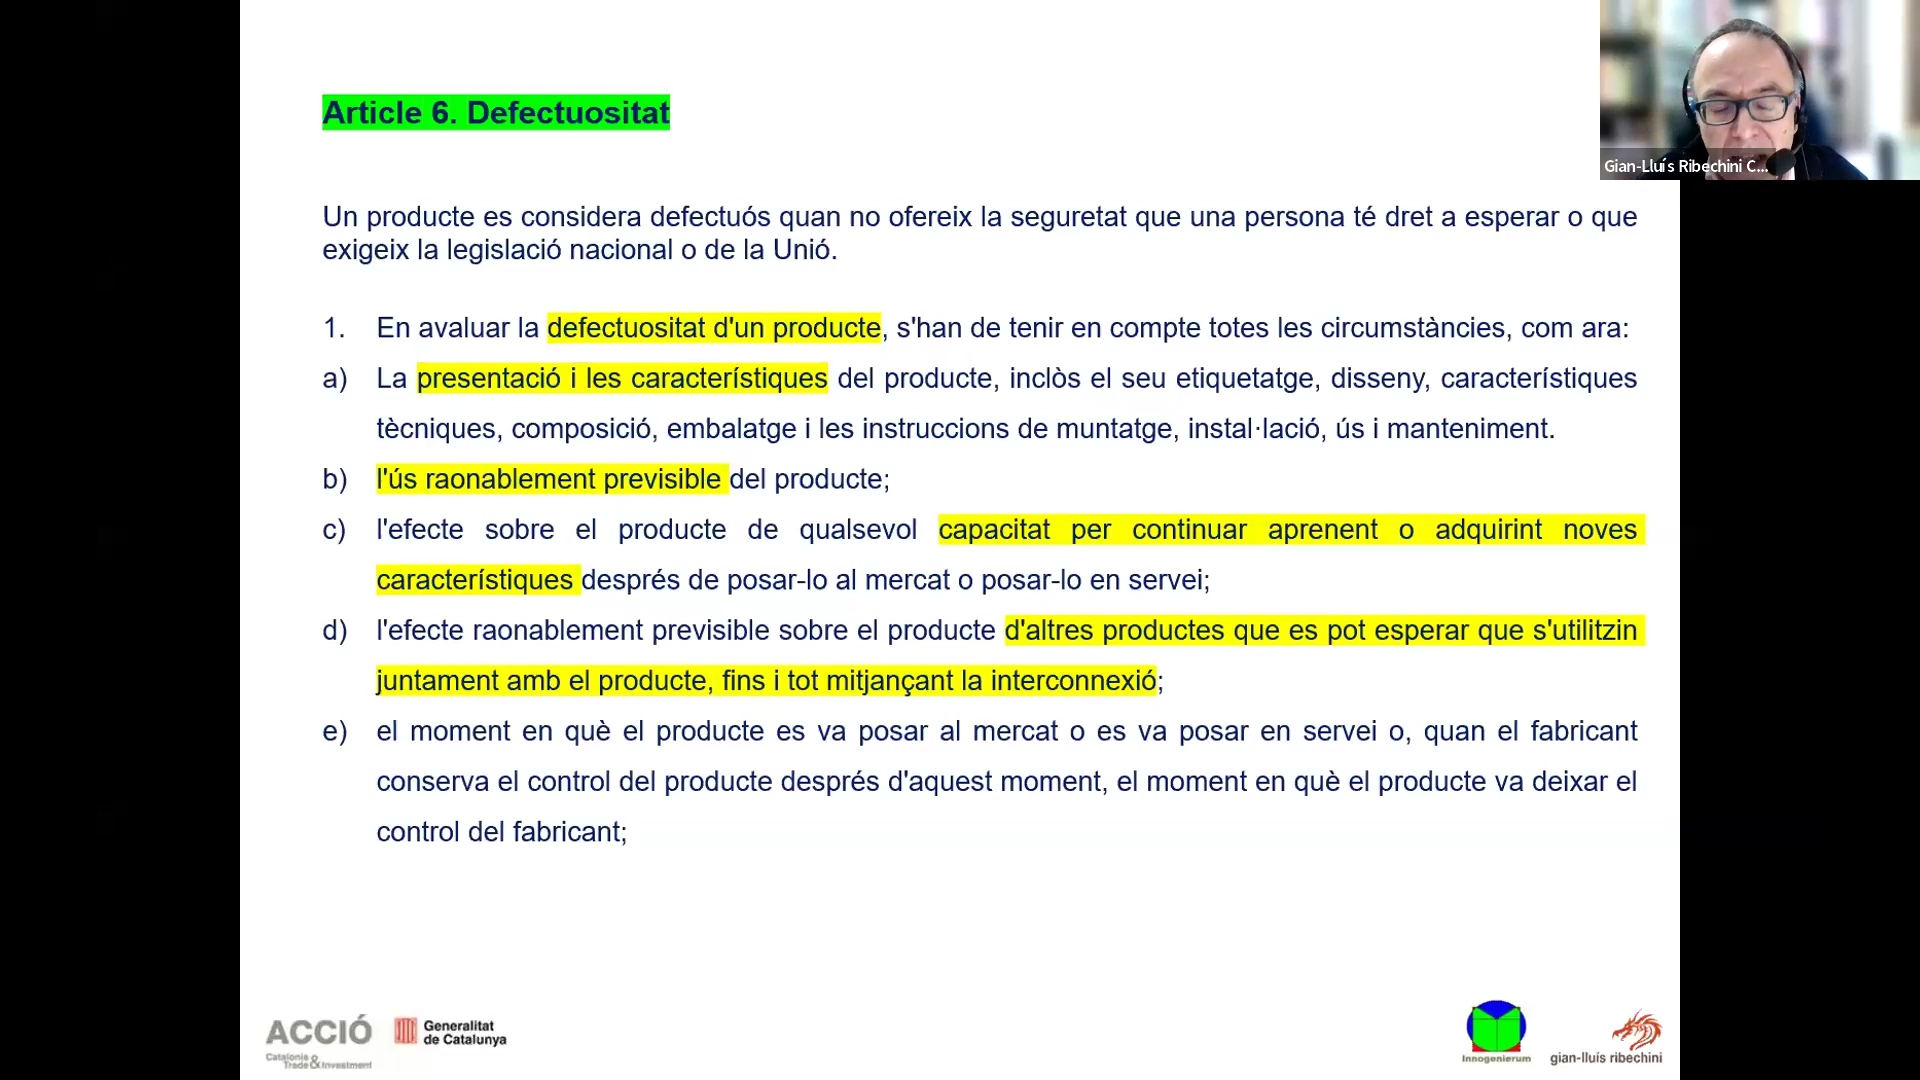 Article 6. Defectuositat
Gian-Lluís Ribechini C...
Un producte es considera defectuós quan no ofereix la seguretat que una persona té dret a esperar o que
exigeix la legislació nacional o de la Unió.
1. En avaluar la defectuositat d'un producte, s'han de tenir en compte totes les circumstàncies, com ara:
a) La presentació i les característiques del producte, inclòs el seu etiquetatge, disseny, característiques
tècniques, composició, embalatge i les instruccions de muntatge, instal·lació, ús i manteniment.
b) l'ús raonablement previsible del producte;
c) l'efecte sobre el producte de qualsevol capacitat per continuar aprenent o adquirint noves
característiques després de posar-lo al mercat o posar-lo en servei;
d) l'efecte raonablement previsible sobre el producte d'altres productes que es pot esperar que s'utilitzin
juntament amb el producte, fins i tot mitjançant la interconnexió;
e) el moment en què el producte es va posar al mercat o es va posar en servei o, quan el fabricant
conserva el control del producte després d'aquest moment, el moment en què el producte va deixar el
control del fabricant;
ACCIÓ
Catalonia
Trade & Investment
Generalitat
de Catalunya
Innogenierum
gian-lluís ribechini